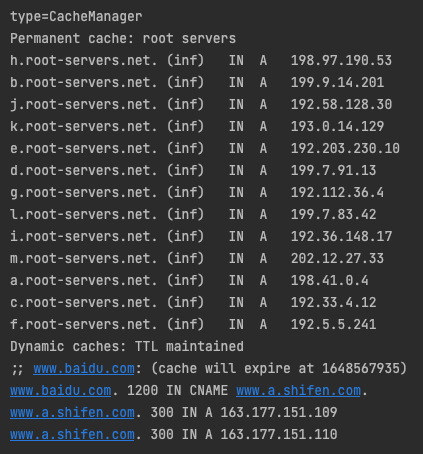 type=CacheManager
Permanent cache: root servers
h.root-servers.net. (inf)   IN  A   198.97.190.53
b.root-servers.net. (inf)   IN  A   199.9.14.201
j.root-servers.net. (inf)   IN  A   192.58.128.30
k.root-servers.net. (inf)   IN  A   193.0.14.129
e.root-servers.net. (inf)   IN  A   192.203.230.10
d.root-servers.net. (inf)   IN  A   199.7.91.13
g.root-servers.net. (inf)   IN  A   192.112.36.4
l.root-servers.net. (inf)   IN  A   199.7.83.42
i.root-servers.net. (inf)   IN  A   192.36.148.17
m.root-servers.net. (inf)   IN  A   202.12.27.33
a.root-servers.net. (inf)   IN  A   198.41.0.4
c.root-servers.net. (inf)   IN  A   192.33.4.12
f.root-servers.net. (inf)   IN  A   192.5.5.241
Dynamic caches: TTL maintained
;; www.baidu.com: (cache will expire at 1648567935)
www.baidu.com. 1200 IN CNAME www.a.shifen.com.
www.a.shifen.com. 300 IN A 163.177.151.109
www.a.shifen.com. 300 IN A 163.177.151.110